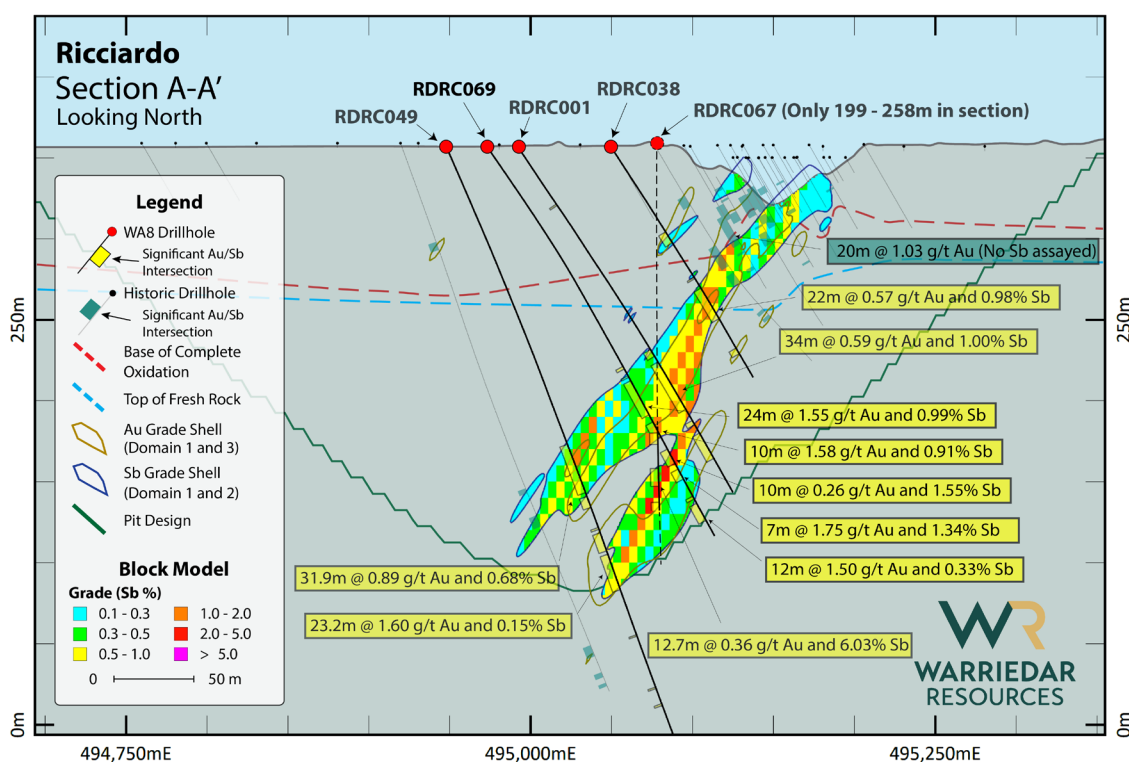 Ricciardo
Section A-A’
Looking North
RDRC049
RDRC069
RDRC001
RDRC038
RDRC067 (Only 199 - 258m in section)
Legend
WA8 Drillhole
Significant Au/Sb
Intersection
Historic Drillhole
Significant Au/Sb
Intersection
Base of Complete
Oxidation
Top of Fresh Rock
Au Grade Shell
(Domain 1 and 3)
Sb Grade Shell
(Domain 1 and 2)
Pit Design
Block Model
Grade (Sb %)
0.1 - 0.3
1.0 - 2.0
0.3 - 0.5
2.0 - 5.0
0.5 - 1.0
> 5.0
0
50 m
20m @ 1.03 g/t Au (No Sb assayed)
22m @ 0.57 g/t Au and 0.98% Sb
34m @ 0.59 g/t Au and 1.00% Sb
24m @ 1.55 g/t Au and 0.99% Sb
10m @ 1.58 g/t Au and 0.91% Sb
10m @ 0.26 g/t Au and 1.55% Sb
7m @ 1.75 g/t Au and 1.34% Sb
12m @ 1.50 g/t Au and 0.33% Sb
31.9m @ 0.89 g/t Au and 0.68% Sb
23.2m @ 1.60 g/t Au and 0.15% Sb
12.7m @ 0.36 g/t Au and 6.03% Sb
WR
WARRIEDAR
RESOURCES
250m
0m
250m
0m
494,750mE
495,000mE
495,250mE